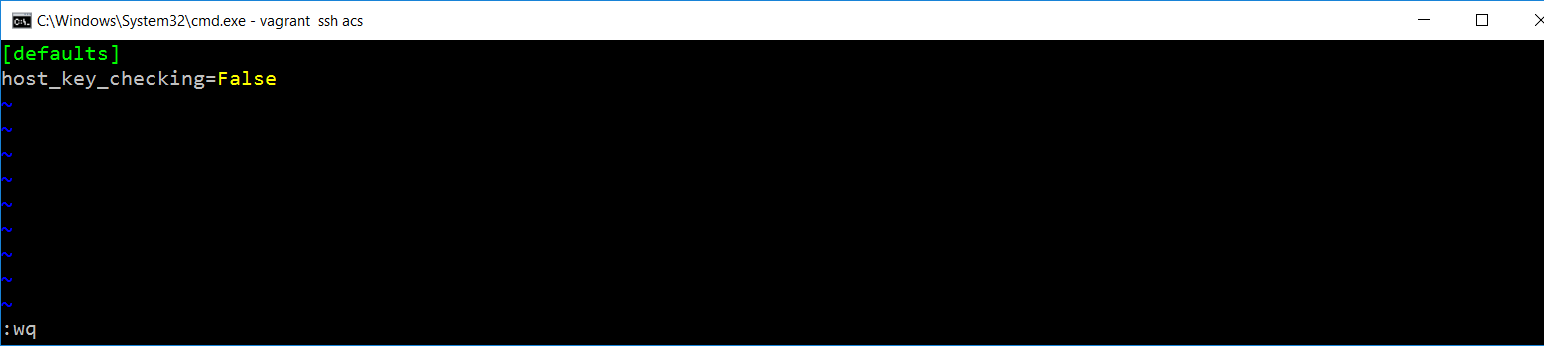 C:\Windows\System32\cmd.exe - vagrant  ssh acs
[defaults]
host_key_checking=False
~
~
~
~
~
~
~
~
~
:wq